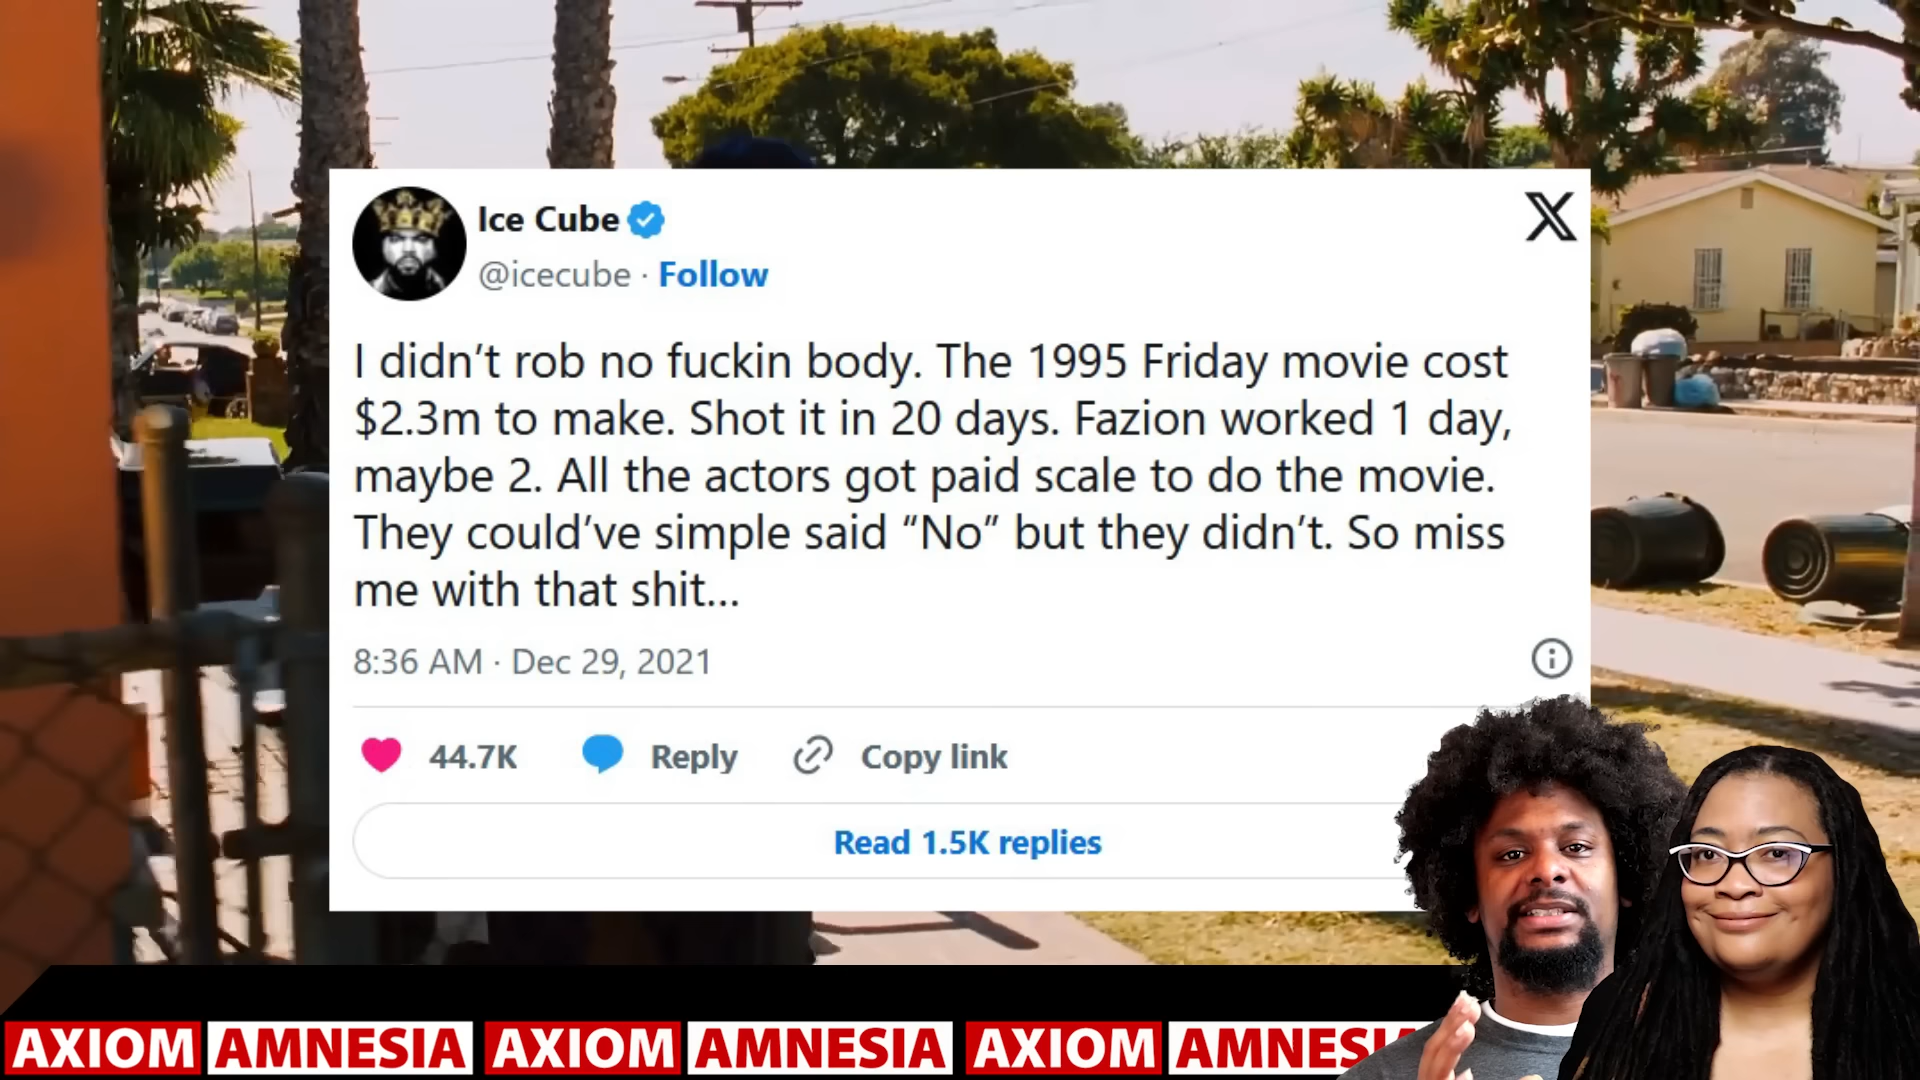 Ice Cube
@icecube · Follow
I didn’t rob no fuckin body. The 1995 Friday movie cost
$2.3m to make. Shot it in 20 days. Fazion worked 1 day,
maybe 2. All the actors got paid scale to do the movie.
They could’ve simple said “No” but they didn’t. So miss
me with that shit...
8:36 AM · Dec 29, 2021
44.7K Reply Copy link
Read 1.5K replies
AXIOM AMNESIA AXIOM AMNESIA AXIOM AMNESIA